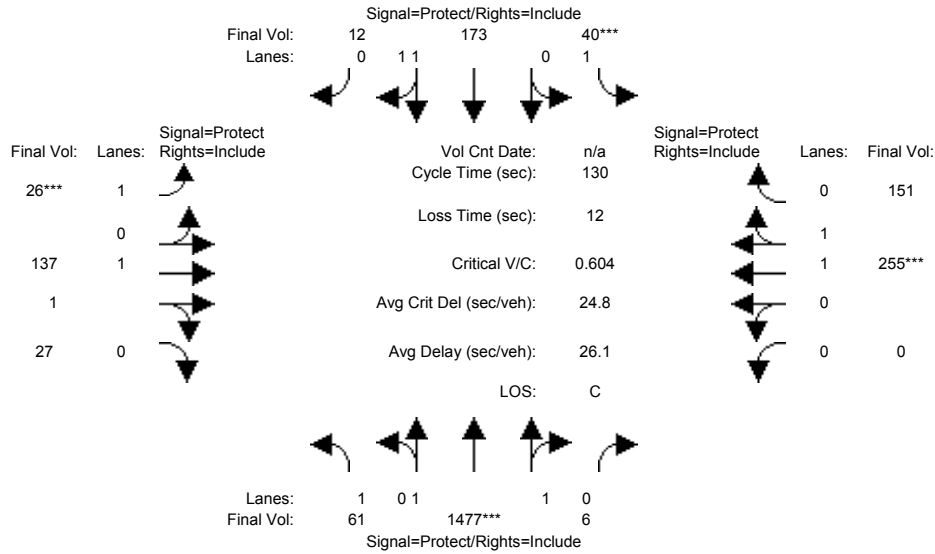 Signal=Protect/Rights=Include
Final Vol: 12 173 40***
Lanes: 0 1 1 0 1
Signal=Protect Signal=Protect
Final Vol: Lanes: Rights=Include Vol Cnt Date: n/a Rights=Include Lanes: Final Vol:
Cycle Time (sec): 130
26*** 1 0 151
Loss Time (sec): 12
0 1
137 1 Critical V/C: 0.604 1 255***
1 Avg Crit Del (sec/veh): 24.8 0
27 0 Avg Delay (sec/veh): 26.1 0 0
LOS: C
Lanes: 1 0 1 1 0
Final Vol: 61 1477*** 6
Signal=Protect/Rights=Include